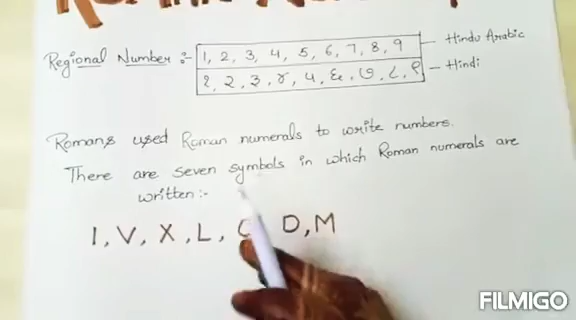 Regional Number :- 1, 2, 3, 4, 5, 6, 7, 8, 9 - Hindu Arabic
१, २, ३, ४, ५, ६, ७, ८, ९ - Hindi
Romans used Roman numerals to write numbers.
There are seven symbols in which Roman numerals are
written:-
I, V, X, L, C, D, M
FILMIGO